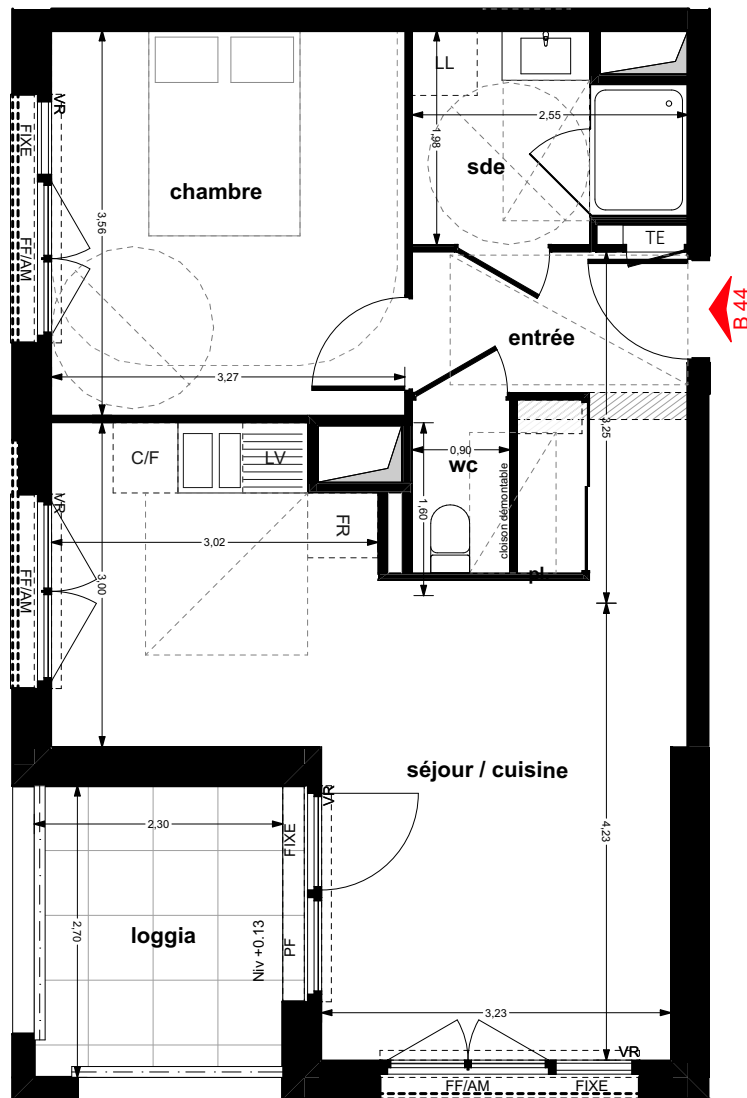 VR
FIXE
FF/AM
3,56
chambre
3,27
LL
2,55
1,98
sde
TE
entrée
B 44
3,25
C/F
LV
FR
0,90
wc
1,60
cloison démontable
pl
VR
FF/AM
3,02
3,00
séjour / cuisine
4,23
VR
FIXE
PF
2,30
2,70
loggia
Niv +0.13
3,23
VR
FF/AM
FIXE